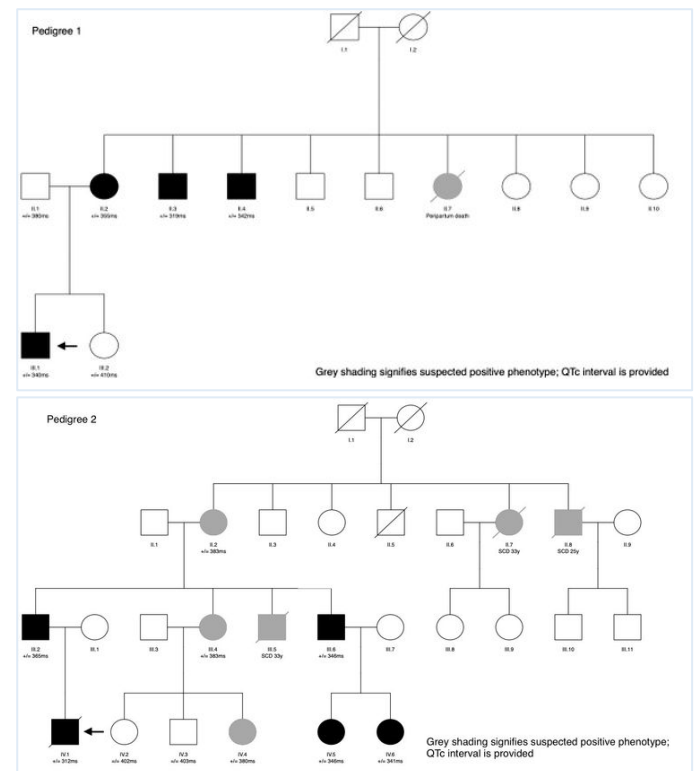 Pedigree 1
I.1 I.2
II.1 II.2 II.3 II.4 II.5 II.6 II.7 II.8 II.9 II.10
+/+ 380ms +/+ 355ms +/+ 319ms +/+ 342ms Peripartum death
III.1 III.2
+/+ 340ms +/+ 410ms
Grey shading signifies suspected positive phenotype; QTc interval is provided
Pedigree 2
I.1 I.2
II.1 II.2 II.3 II.4 II.5 II.6 II.7 II.8 II.9
+/+ 383ms SCD 33y SCD 25y
III.2 III.1 III.3 III.4 III.5 III.6 III.7 III.8 III.9 III.10 III.11
+/+ 365ms +/+ 383ms SCD 33y +/+ 346ms
IV.1 IV.2 IV.3 IV.4 IV.5 IV.6
+/+ 312ms +/+ 402ms +/+ 403ms +/+ 380ms +/+ 346ms +/+ 341ms
Grey shading signifies suspected positive phenotype;
QTc interval is provided